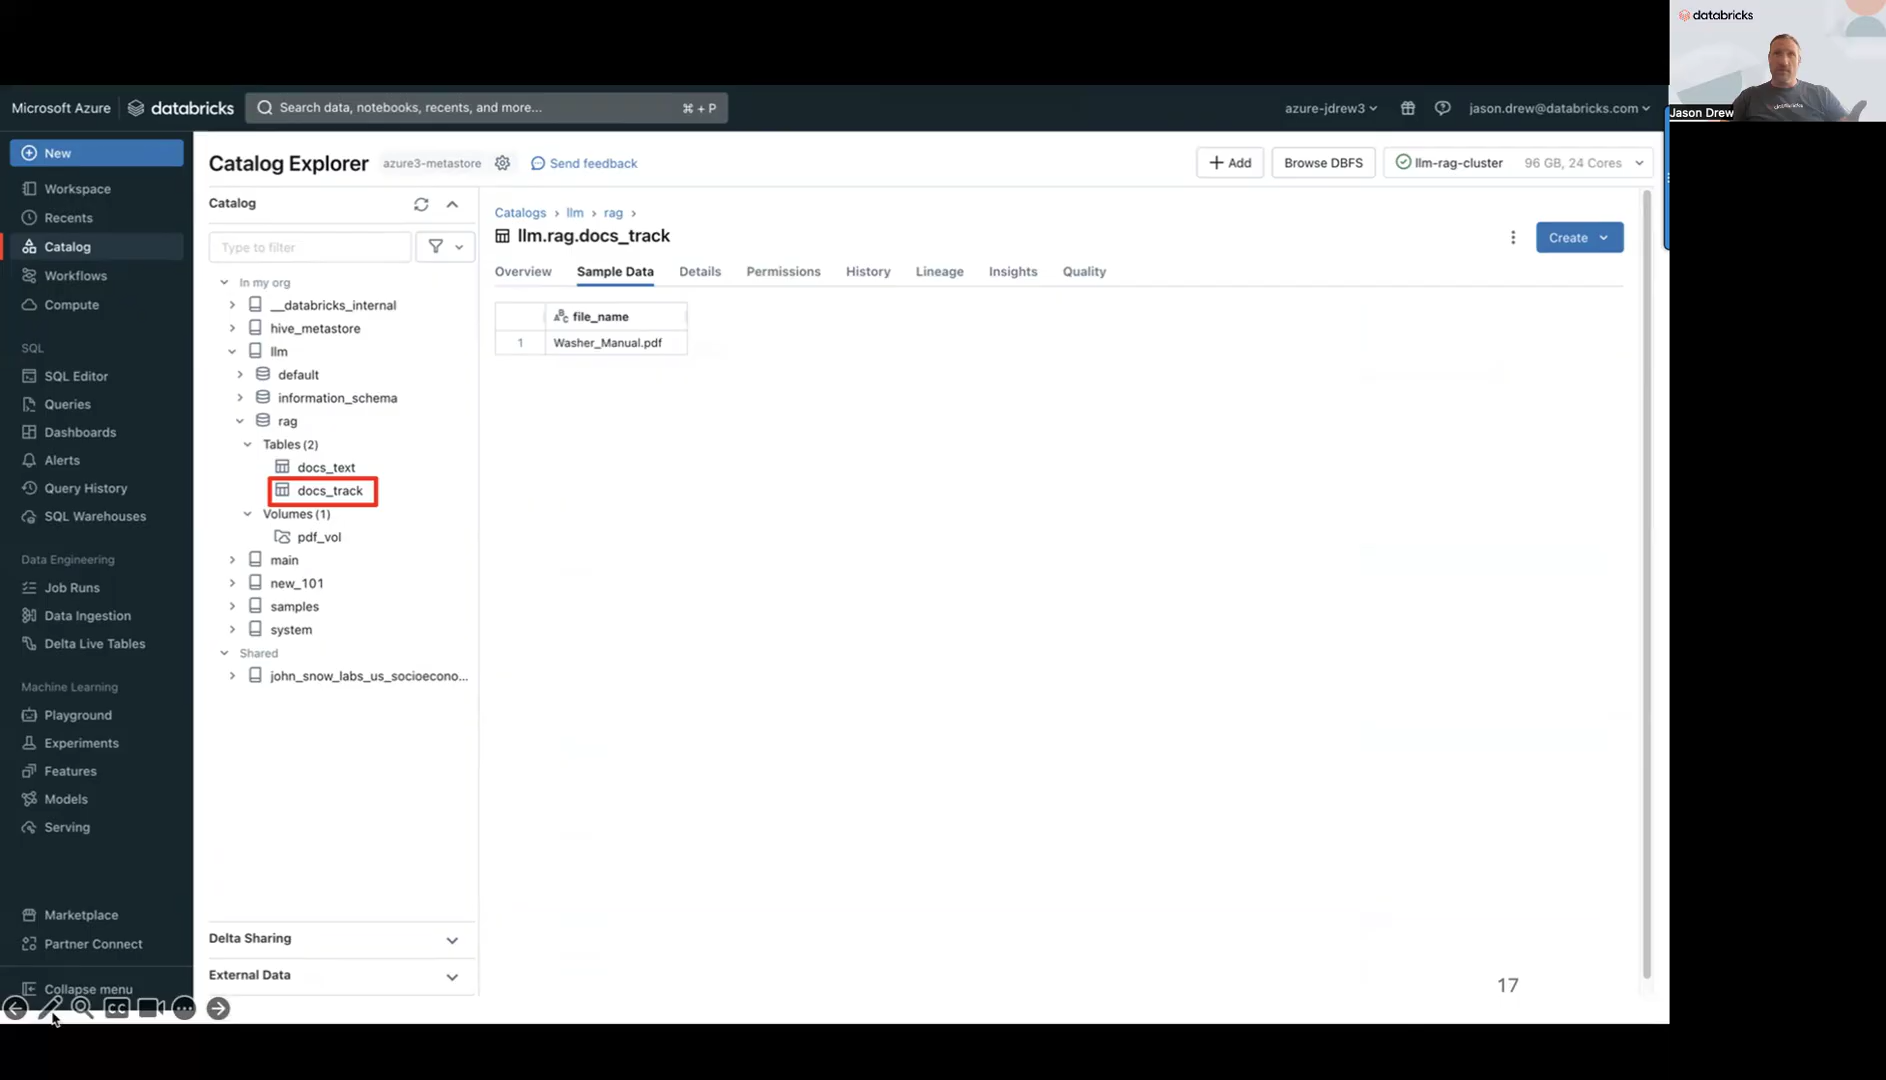 databricks
Jason Drew
Microsoft Azure databricks Search data, notebooks, recents, and more... ⌘ + P azure-jdrew3 jason.drew@databricks.com
New
Workspace
Recents
Catalog
Workflows
Compute
SQL
SQL Editor
Queries
Dashboards
Alerts
Query History
SQL Warehouses
Data Engineering
Job Runs
Data Ingestion
Delta Live Tables
Machine Learning
Playground
Experiments
Features
Models
Serving
Marketplace
Partner Connect
Collapse menu
Catalog Explorer azure3-metastore Send feedback + Add Browse DBFS llm-rag-cluster 96 GB, 24 Cores
Catalog
Type to filter
In my org
__databricks_internal
hive_metastore
llm
default
information_schema
rag
Tables (2)
docs_text
docs_track
Volumes (1)
pdf_vol
main
new_101
samples
system
Shared
john_snow_labs_us_socioecono...
Delta Sharing
External Data
Catalogs › llm › rag ›
llm.rag.docs_track
Create
Overview Sample Data Details Permissions History Lineage Insights Quality
ABC file_name
1 Washer_Manual.pdf
17
CC